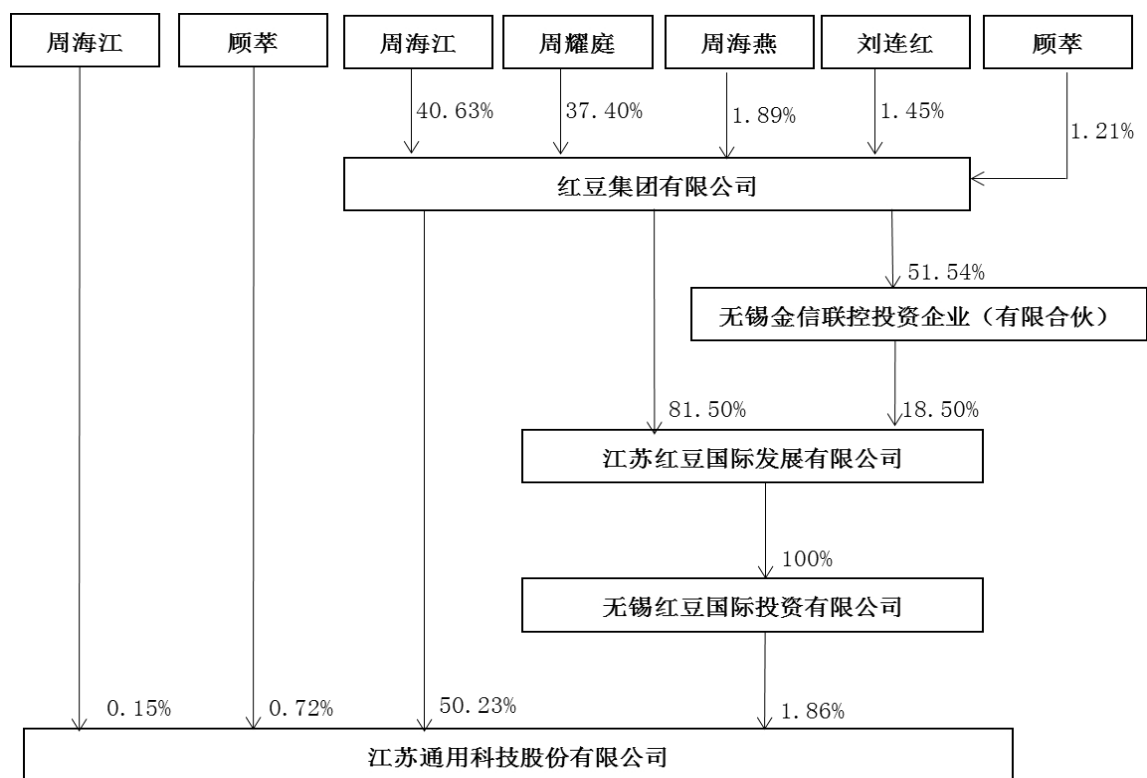 周海江
顾萃
周海江
周耀庭
周海燕
刘连红
顾萃
40.63%
37.40%
1.89%
1.45%
1.21%
红豆集团有限公司
51.54%
无锡金信联控投资企业（有限合伙）
81.50%
18.50%
江苏红豆国际发展有限公司
100%
无锡红豆国际投资有限公司
0.15%
0.72%
50.23%
1.86%
江苏通用科技股份有限公司